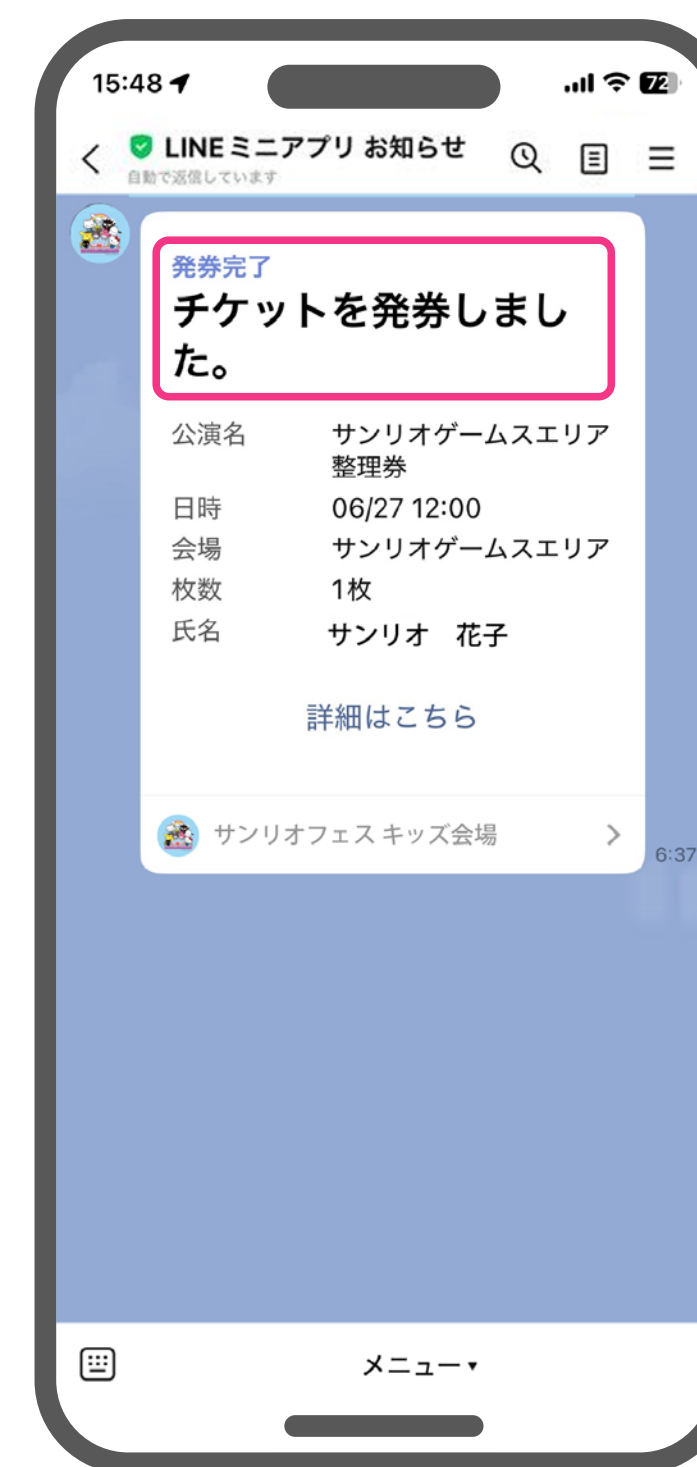 15:48
72
LINEミニアプリ お知らせ
自動で返信しています
発券完了
チケットを発券しまし
た。
公演名 サンリオゲームスエリア
整理券
日時 06/27 12:00
会場 サンリオゲームスエリア
枚数 1枚
氏名 サンリオ 花子
詳細はこちら
サンリオフェス キッズ会場
6:37
メニュー▾